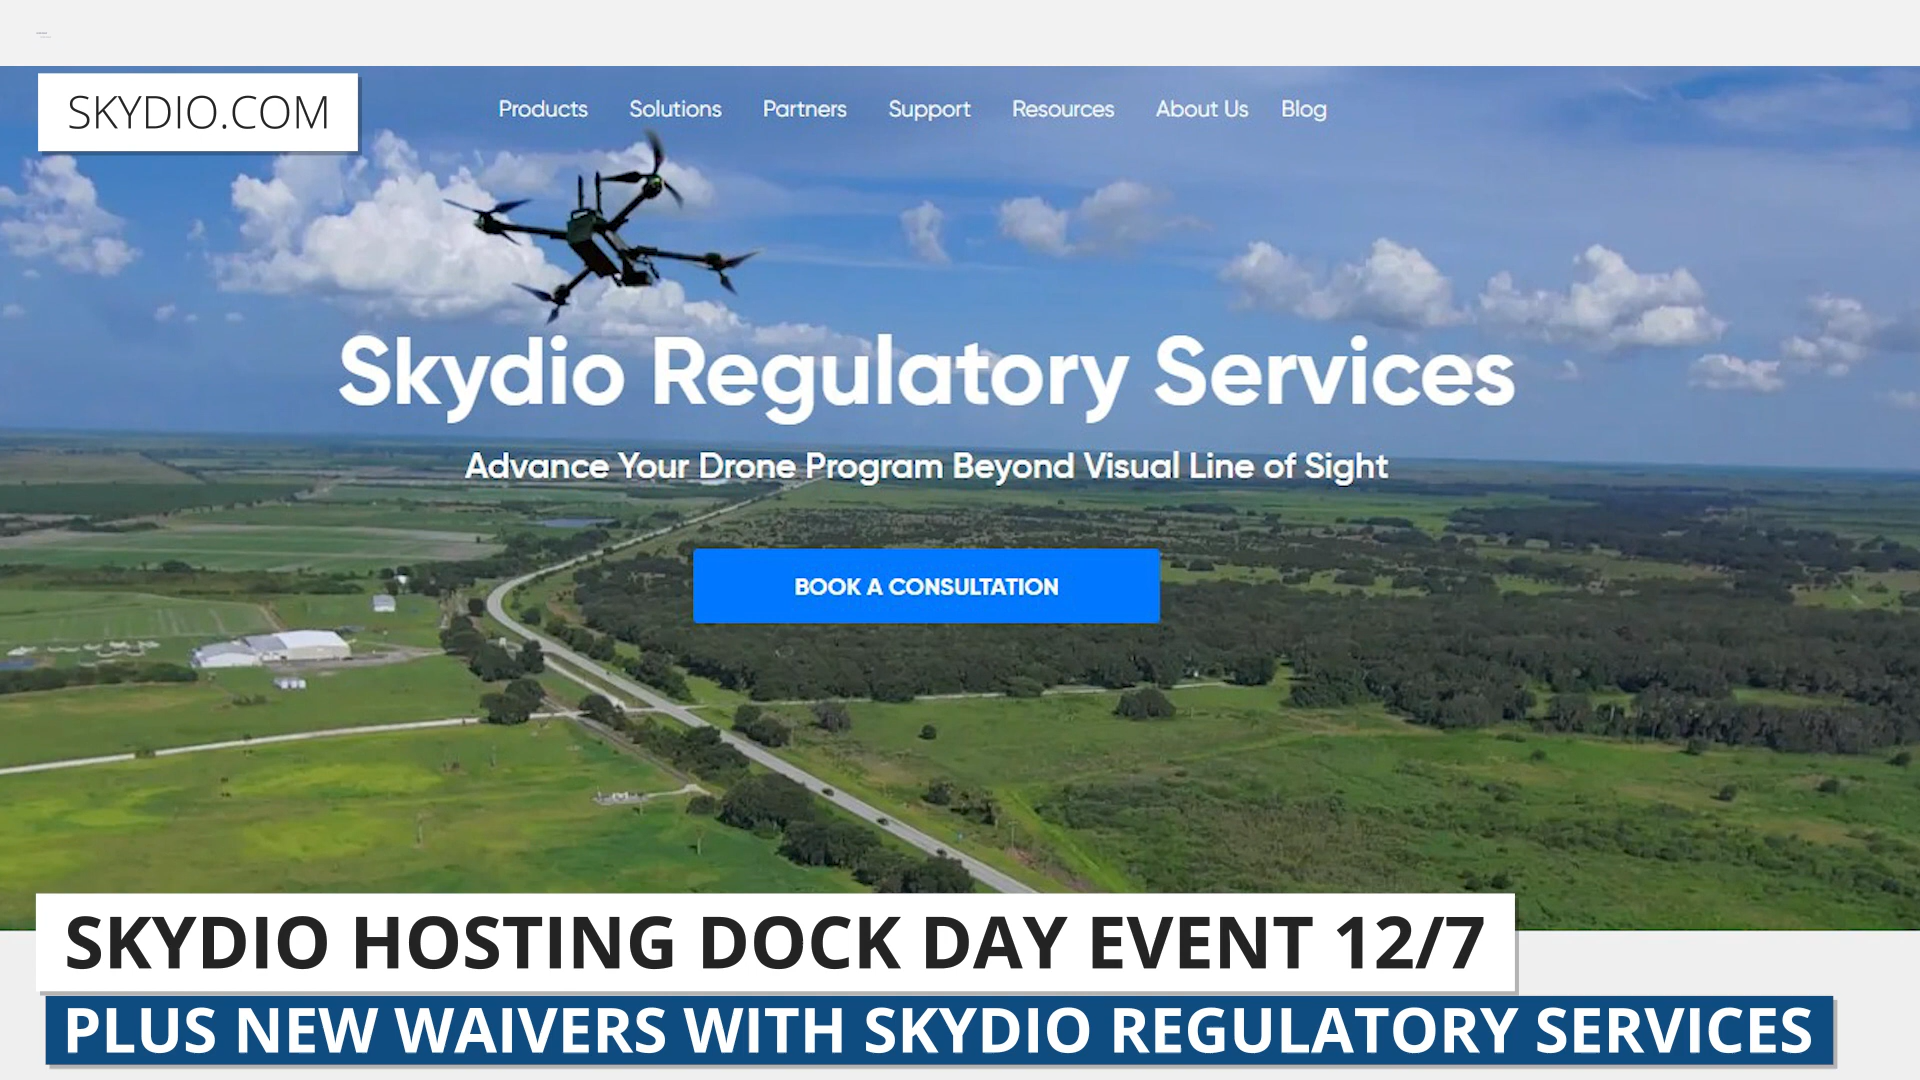 SKYDIO.COM
Products Solutions Partners Support Resources About Us Blog
Skydio Regulatory Services
Advance Your Drone Program Beyond Visual Line of Sight
BOOK A CONSULTATION
SKYDIO HOSTING DOCK DAY EVENT 12/7
PLUS NEW WAIVERS WITH SKYDIO REGULATORY SERVICES